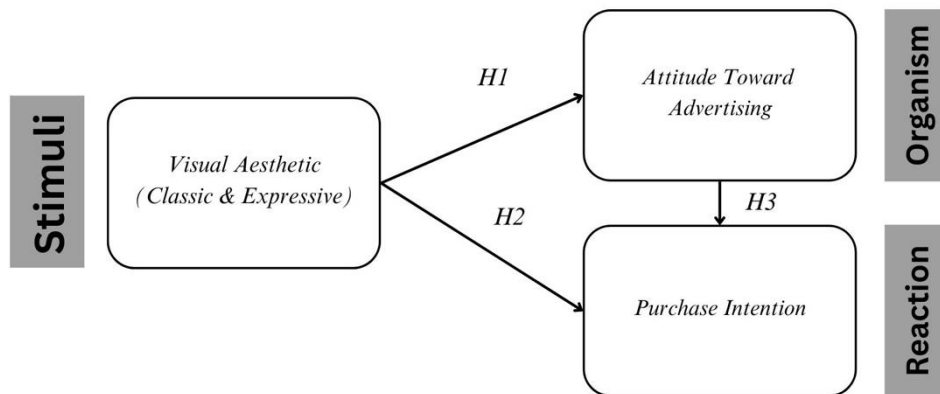 Stimuli
Visual Aesthetic
(Classic & Expressive)
H1
H2
Attitude Toward
Advertising
H3
Purchase Intention
Organism
Reaction